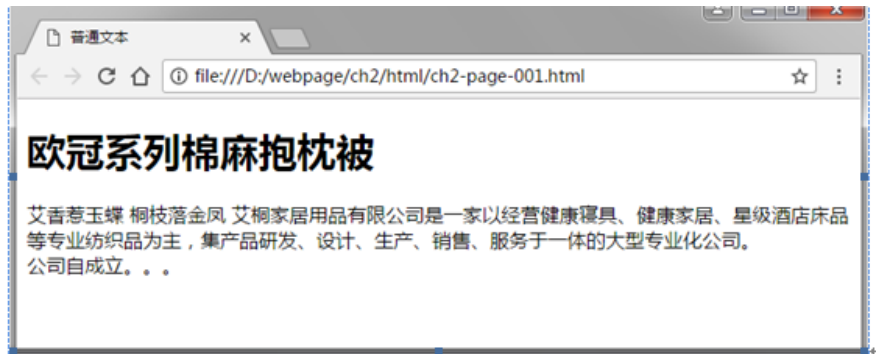 普通文本
file:///D:/webpage/ch2/html/ch2-page-001.html
欧冠系列棉麻抱枕被
艾香惹玉蝶 桐枝落金凤 艾桐家居用品有限公司是一家以经营健康寝具、健康家居、星级酒店床品
等专业纺织品为主，集产品研发、设计、生产、销售、服务于一体的大型专业化公司。
公司自成立。。。